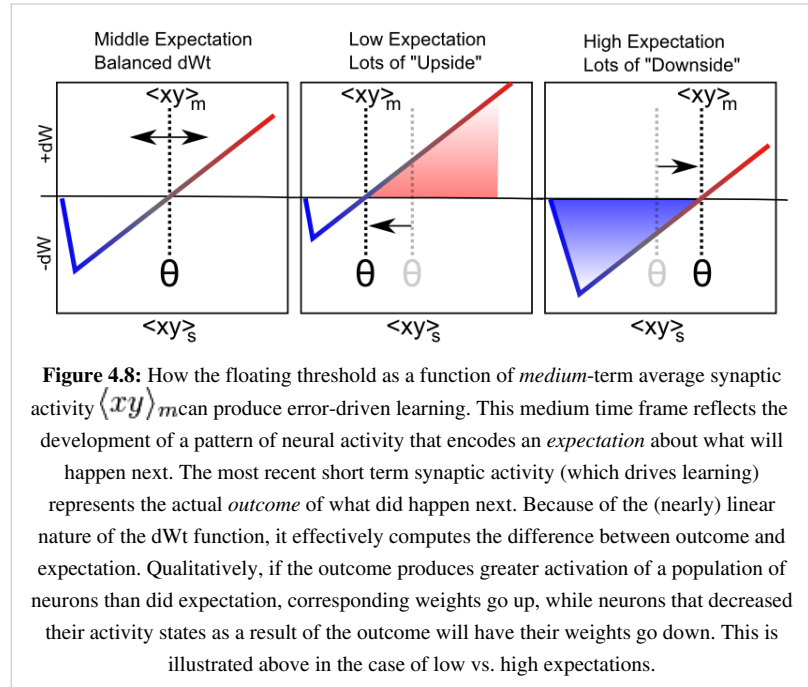 Middle Expectation
Balanced dWt
Low Expectation
Lots of "Upside"
High Expectation
Lots of "Downside"
<xy>m
<xy>m
<xy>m
+dW
-dW
θ
θ
θ
θ
θ
<xy>s
<xy>s
<xy>s
Figure 4.8: How the floating threshold as a function of medium-term average synaptic
activity ⟨xy⟩m can produce error-driven learning. This medium time frame reflects the
development of a pattern of neural activity that encodes an expectation about what will
happen next. The most recent short term synaptic activity (which drives learning)
represents the actual outcome of what did happen next. Because of the (nearly) linear
nature of the dWt function, it effectively computes the difference between outcome and
expectation. Qualitatively, if the outcome produces greater activation of a population of
neurons than did expectation, corresponding weights go up, while neurons that decreased
their activity states as a result of the outcome will have their weights go down. This is
illustrated above in the case of low vs. high expectations.